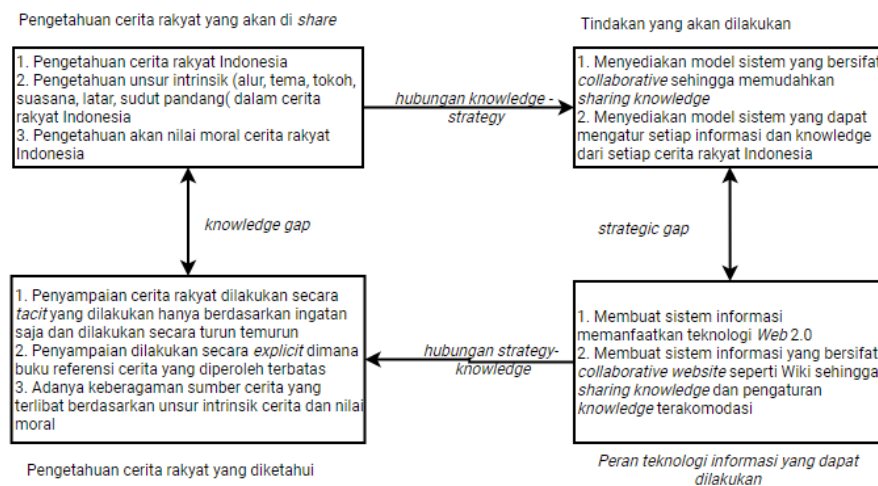 Pengetahuan cerita rakyat yang akan di share
Tindakan yang akan dilakukan
1. Pengetahuan cerita rakyat Indonesia
2. Pengetahuan unsur intrinsik (alur, tema, tokoh,
suasana, latar, sudut pandang( dalam cerita
rakyat Indonesia
3. Pengetahuan akan nilai moral cerita rakyat
Indonesia
hubungan knowledge -
strategy
1. Menyediakan model sistem yang bersifat
collaborative sehingga memudahkan
sharing knowledge
2. Menyediakan model sistem yang dapat
mengatur setiap informasi dan knowledge
dari setiap cerita rakyat Indonesia
knowledge gap
strategic gap
1. Penyampaian cerita rakyat dilakukan secara
tacit yang dilakukan hanya berdasarkan ingatan
saja dan dilakukan secara turun temurun
2. Penyampaian dilakukan secara explicit dimana
buku referensi cerita yang diperoleh terbatas
3. Adanya keberagaman sumber cerita yang
terlibat berdasarkan unsur intrinsik cerita dan nilai
moral
hubungan strategy-
knowledge
1. Membuat sistem informasi
memanfaatkan teknologi Web 2.0
2. Membuat sistem informasi yang bersifat
collaborative website seperti Wiki sehingga
sharing knowledge dan pengaturan
knowledge terakomodasi
Pengetahuan cerita rakyat yang diketahui
Peran teknologi informasi yang dapat
dilakukan